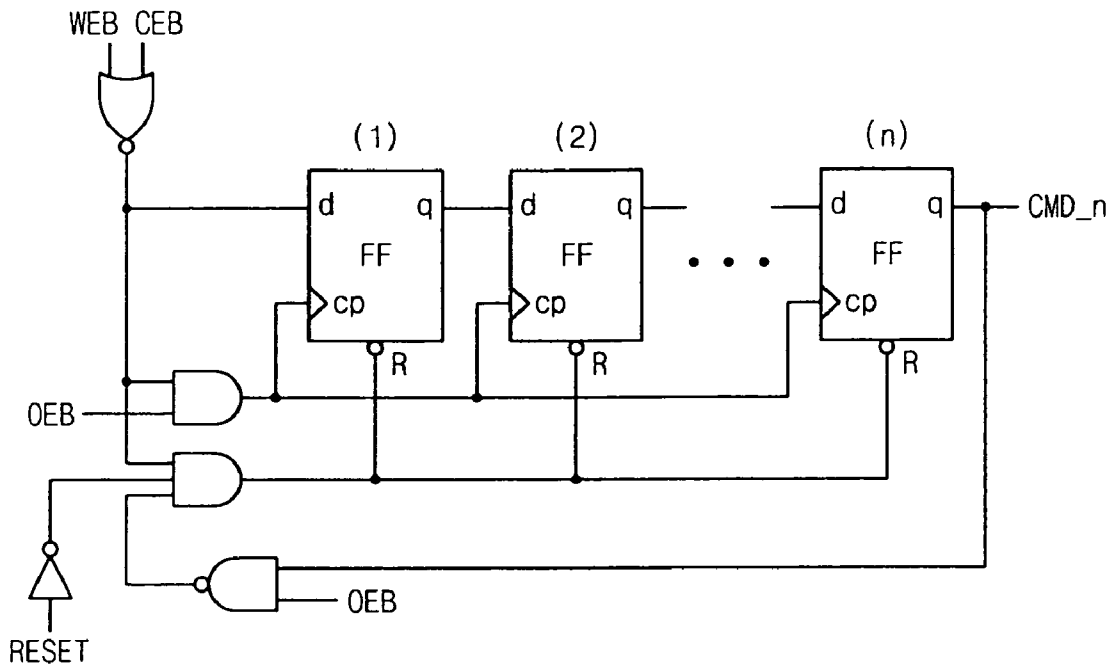 WEB CEB
(1) (2) (n)
d q d q d q CMD_n
FF FF • • • FF
cp cp cp
R R R
OEB
OEB
RESET